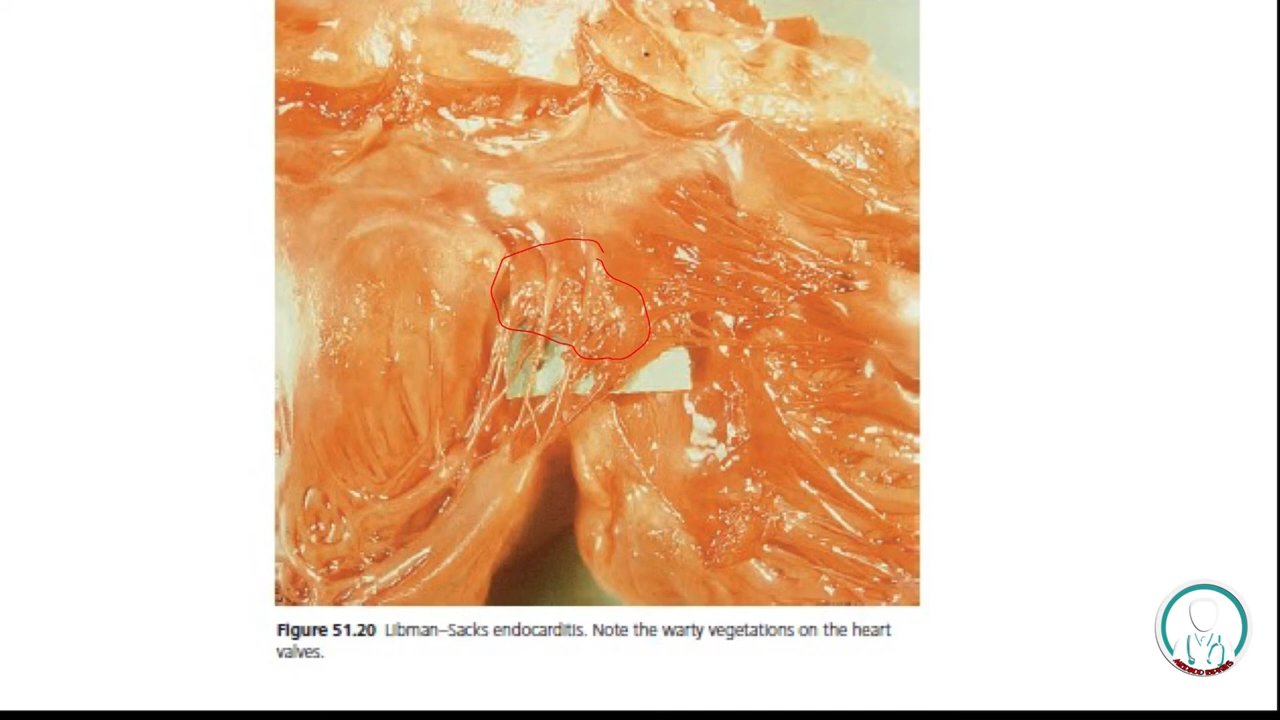 Figure 51.20 Libman–Sacks endocarditis. Note the warty vegetations on the heart
valves.